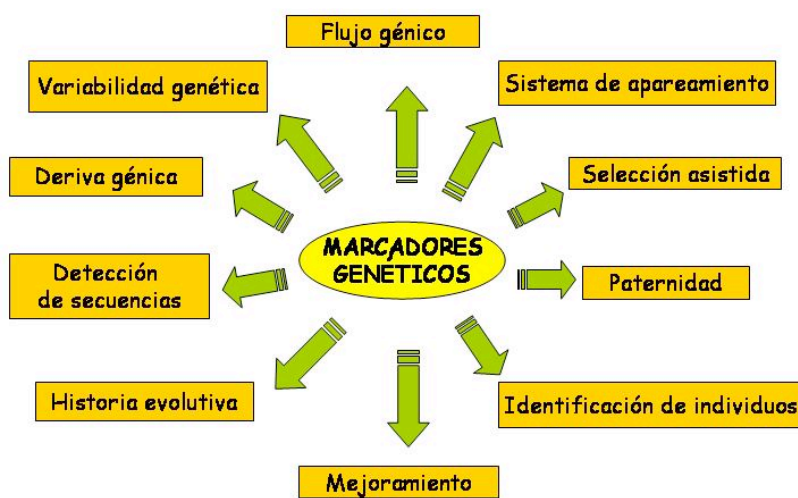 Flujo génico
Variabilidad genética
Sistema de apareamiento
Deriva génica
Selección asistida
MARCADORES
GENETICOS
Detección
de secuencias
Paternidad
Historia evolutiva
Identificación de individuos
Mejoramiento